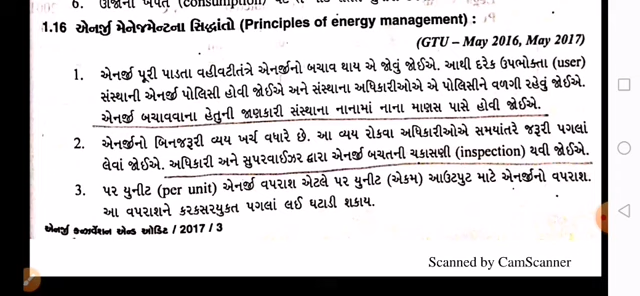 6. ઊર્જાના ખપત (consumption)
1.16 એનર્જી મેનેજમેન્ટના સિદ્ધાંતો (Principles of energy management) :
(GTU – May 2016, May 2017)
1. એનર્જી પૂરી પાડતા વહીવટીતંત્રે એનર્જીનો બચાવ થાય એ જોવું જોઈએ. આથી દરેક ઉપભોક્તા (user)
સંસ્થાની એનર્જી પોલિસી હોવી જોઈએ અને સંસ્થાના અધિકારીઓએ એ પોલિસીને વળગી રહેવું જોઈએ.
એનર્જી બચાવવાના હેતુની જાણકારી સંસ્થાના નાનામાં નાના માણસ પાસે હોવી જોઈએ.
2. એનર્જીનો બિનજરૂરી વ્યય ખર્ચ વધારે છે. આ વ્યય રોકવા અધિકારીઓએ સમયાંતરે જરૂરી પગલાં
લેવાં જોઈએ. અધિકારી અને સુપરવાઈઝર દ્વારા એનર્જી બચતની ચકાસણી (inspection) થવી જોઈએ.
3. પર યુનીટ (per unit) એનર્જી વપરાશ એટલે પર યુનીટ (એકમ) આઉટપુટ માટે એનર્જીનો વપરાશ.
આ વપરાશને કરકસરયુક્ત પગલાં લઈ ઘટાડી શકાય.
એનર્જી કન્ઝર્વેશન એન્ડ ઓડિટ / 2017 / 3
Scanned by CamScanner